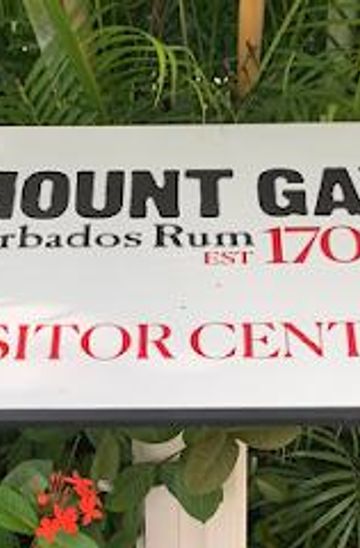 MOUNT GA
rbados Rum
EST 170
SITOR CENT